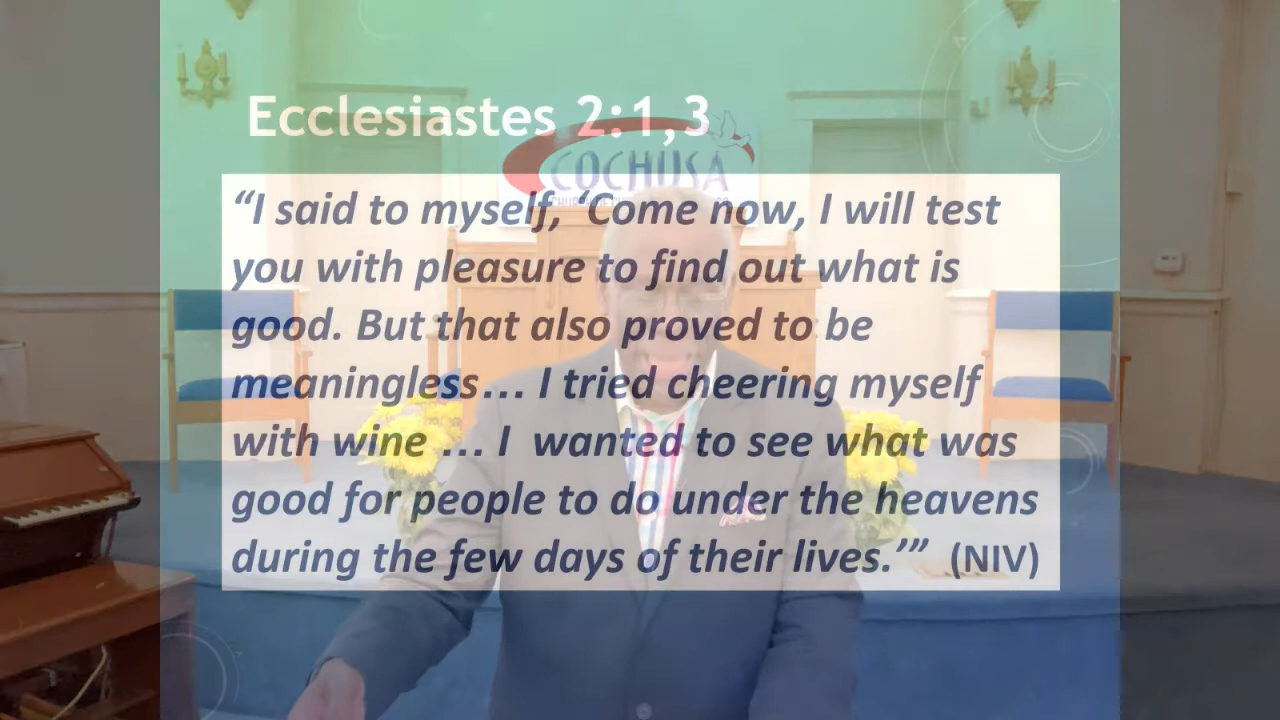 Ecclesiastes 2:1,3
COCHUSA
“I said to myself, ‘Come now, I will test
you with pleasure to find out what is
good. But that also proved to be
meaningless… I tried cheering myself
with wine … I wanted to see what was
good for people to do under the heavens
during the few days of their lives.’” (NIV)